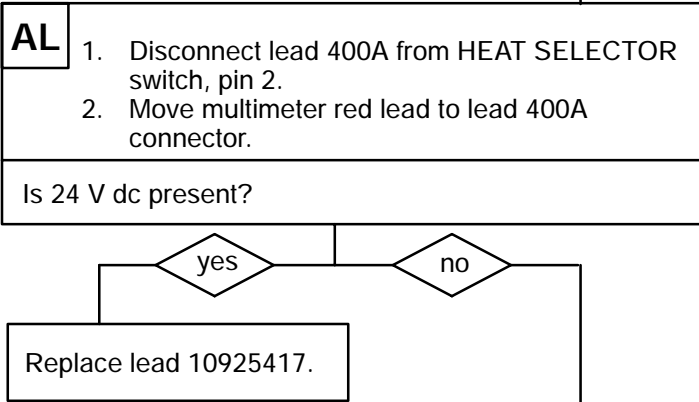 AL
1. Disconnect lead 400A from HEAT SELECTOR
switch, pin 2.
2. Move multimeter red lead to lead 400A
connector.
Is 24 V dc present?
yes
no
Replace lead 10925417.